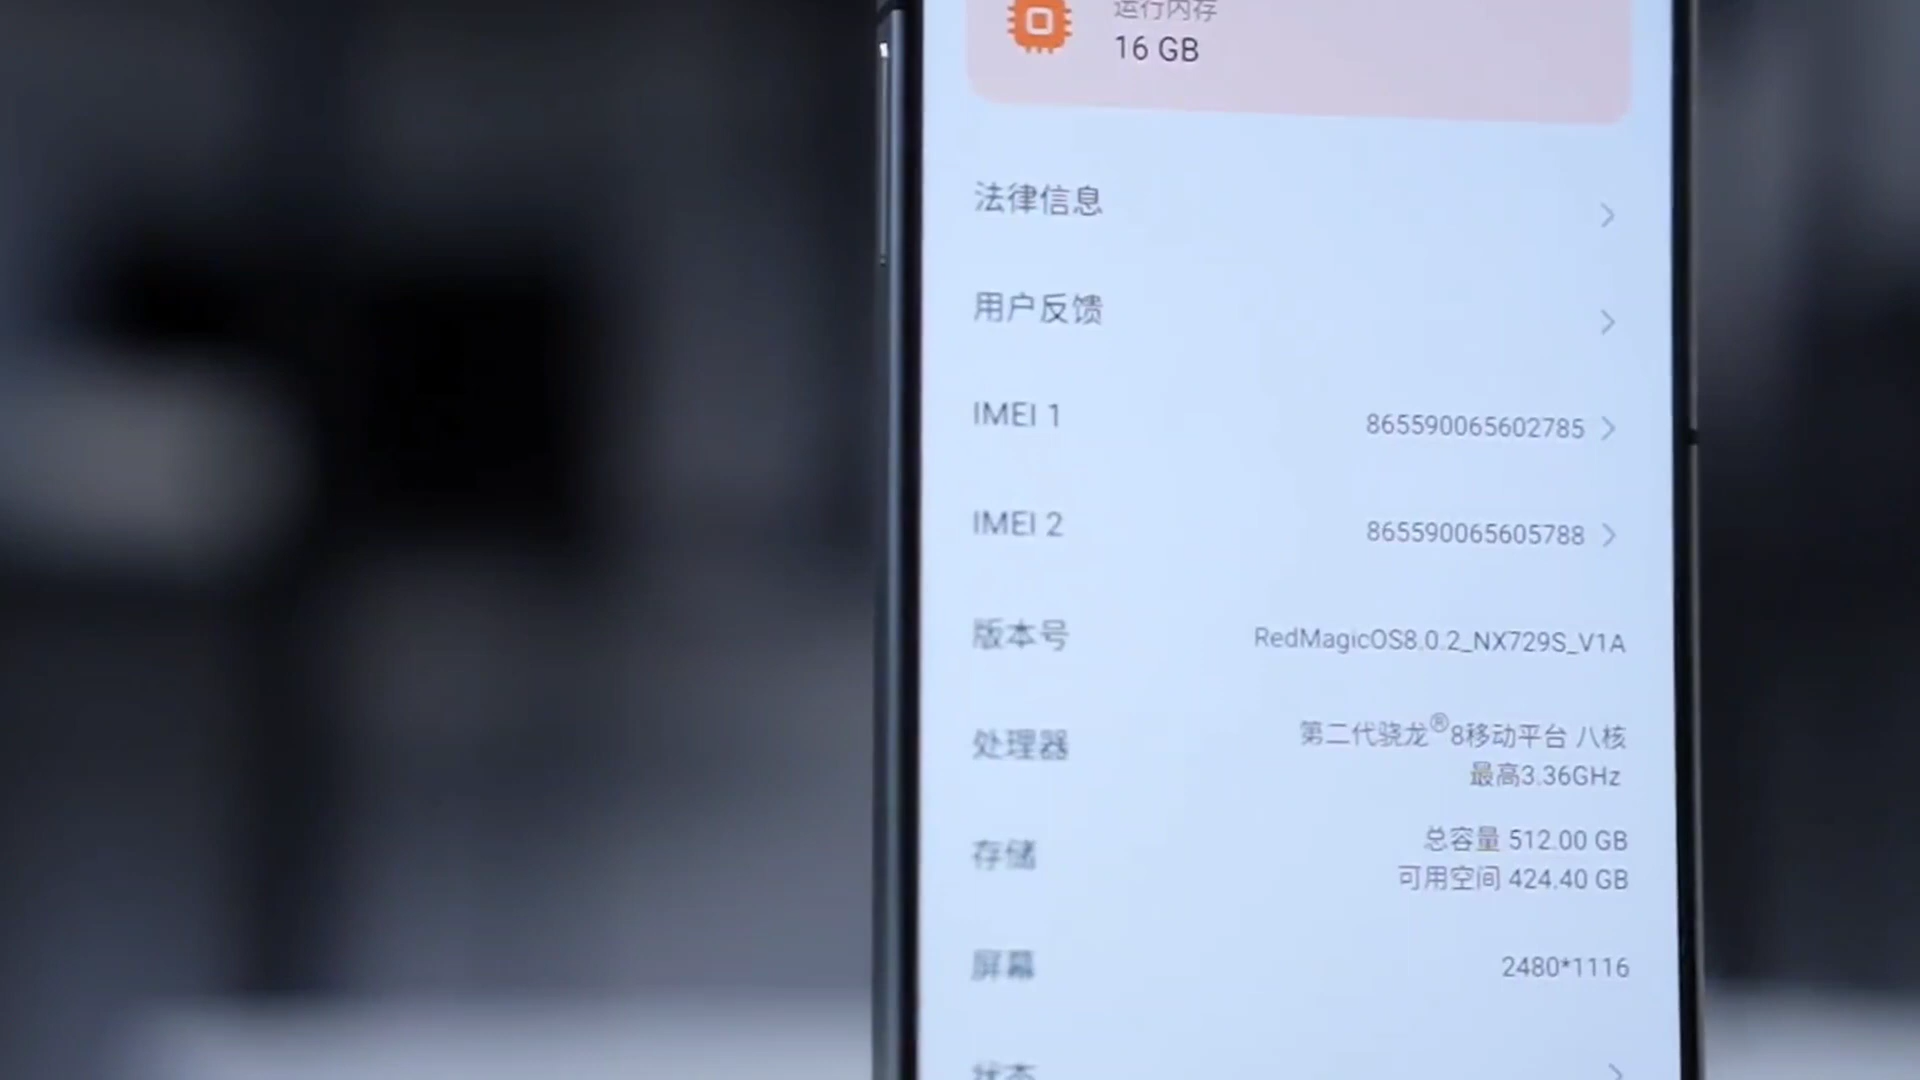 运行内存
16 GB
法律信息
用户反馈
IMEI 1 865590065602785
IMEI 2 865590065605788
版本号 RedMagicOS8.0.2_NX729S_V1A
处理器 第二代骁龙®8移动平台 八核
最高3.36GHz
存储 总容量 512.00 GB
可用空间 424.40 GB
屏幕 2480*1116
状态